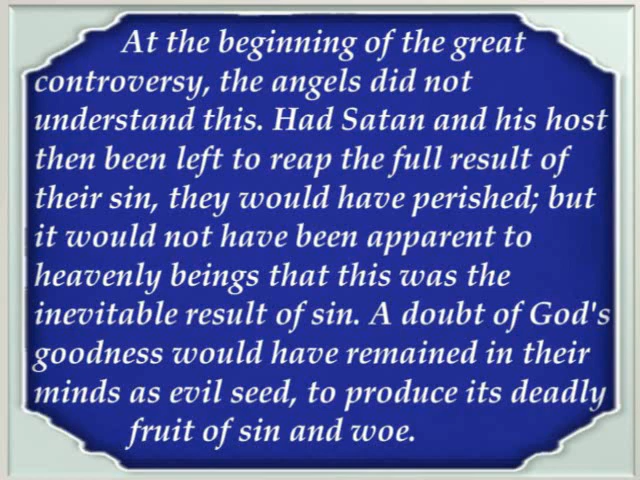 At the beginning of the great
controversy, the angels did not
understand this. Had Satan and his host
then been left to reap the full result of
their sin, they would have perished; but
it would not have been apparent to
heavenly beings that this was the
inevitable result of sin. A doubt of God's
goodness would have remained in their
minds as evil seed, to produce its deadly
fruit of sin and woe.